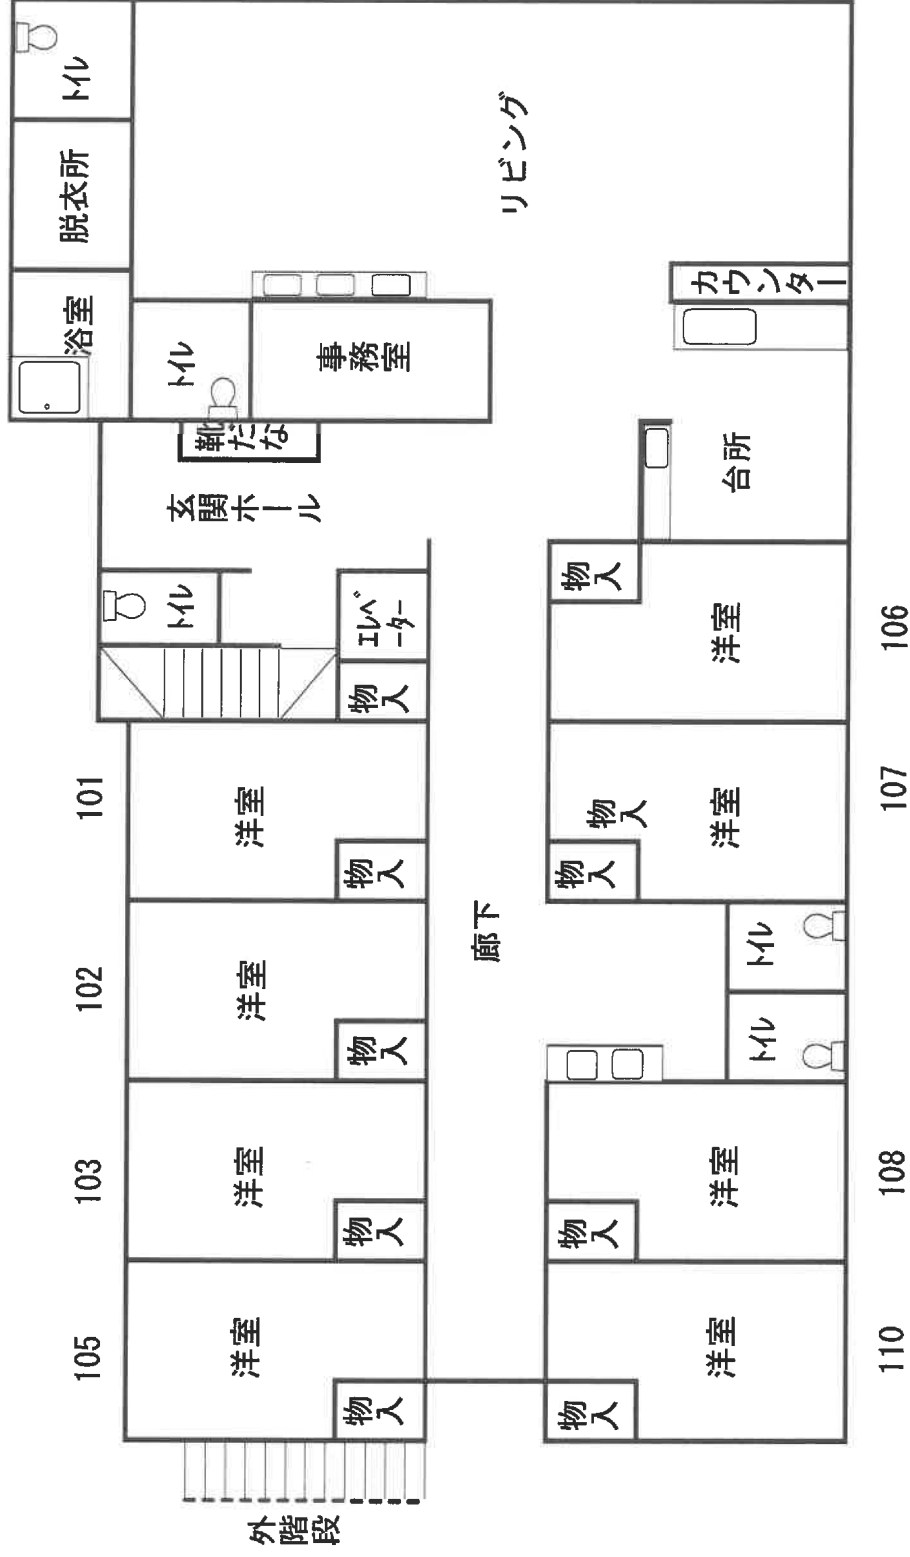 105
103
102
101
浴室
脱衣所
トイレ
外階段
洋室
洋室
洋室
洋室
トイレ
玄関ホール
靴だな
トイレ
事務室
物入
物入
物入
物入
物入
エレベ
ーター
廊下
リビング
物入
物入
物入
物入
物入
洋室
洋室
トイレ
トイレ
洋室
洋室
台所
カウンター
110
108
107
106